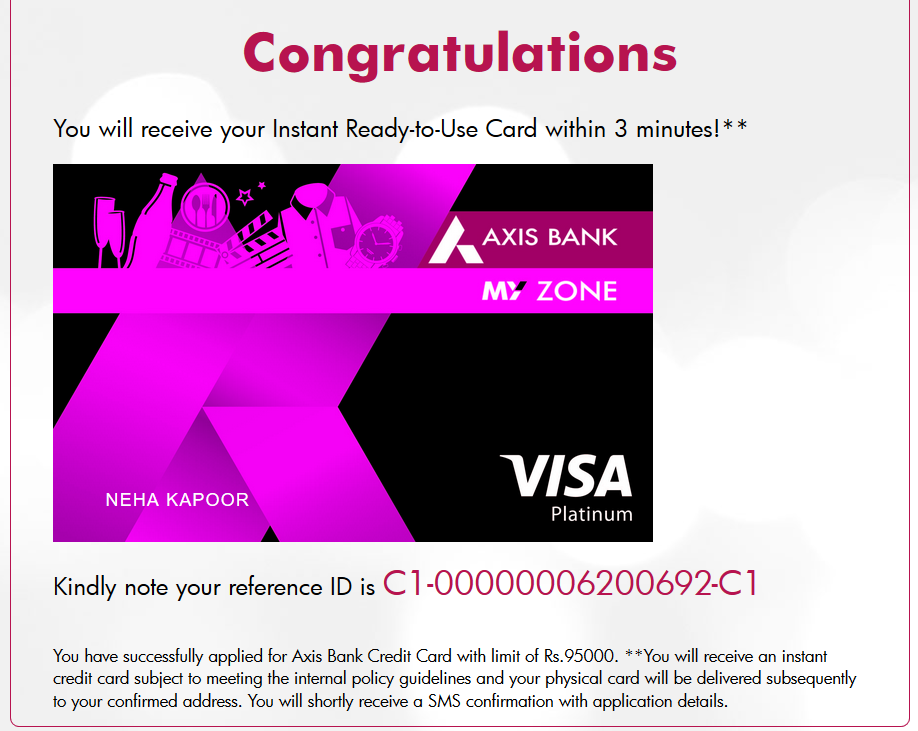 Congratulations
You will receive your Instant Ready-to-Use Card within 3 minutes!**
AXIS BANK
MY ZONE
VISA
Platinum
NEHA KAPOOR
Kindly note your reference ID is C1-00000006200692-C1
You have successfully applied for Axis Bank Credit Card with limit of Rs.95000. **You will receive an instant
credit card subject to meeting the internal policy guidelines and your physical card will be delivered subsequently
to your confirmed address. You will shortly receive a SMS confirmation with application details.